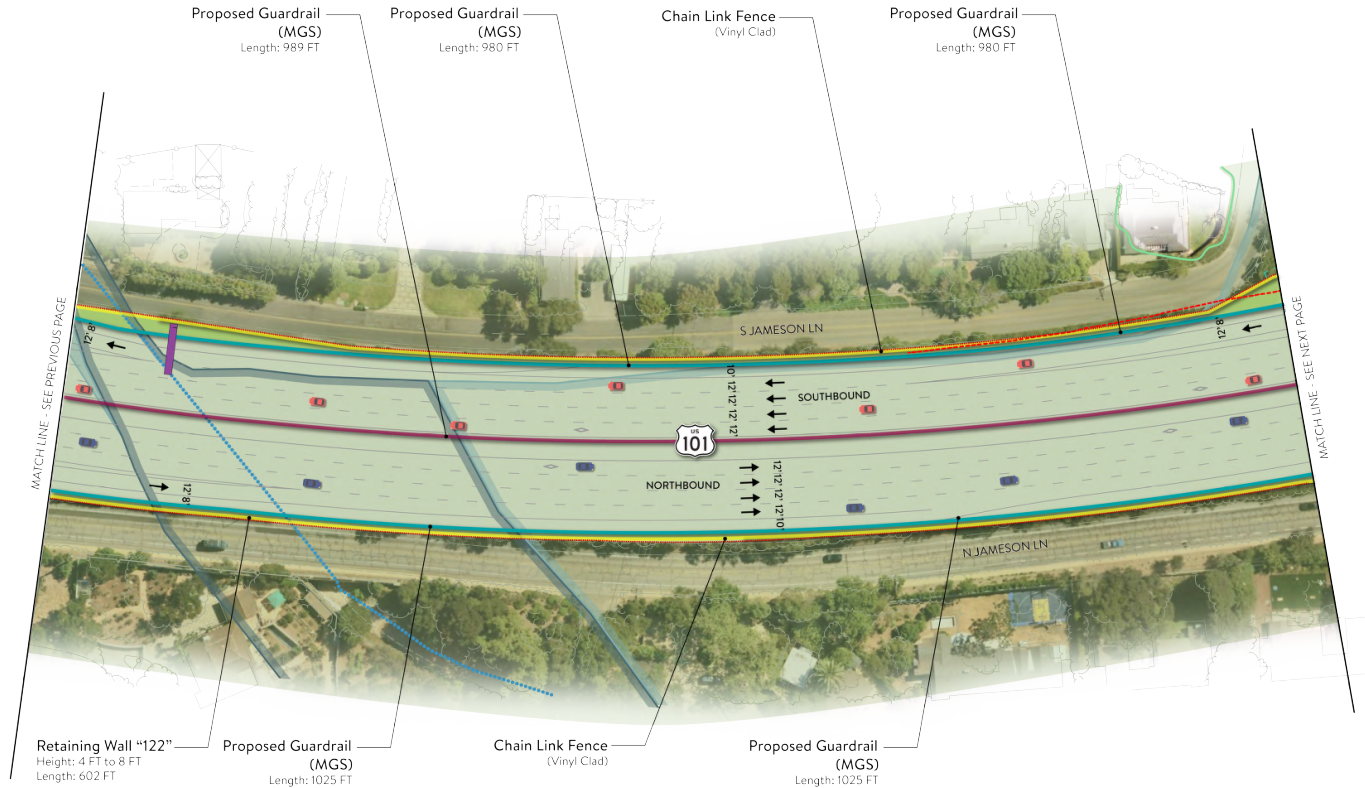 Proposed Guardrail
(MGS)
Length: 989 FT
Proposed Guardrail
(MGS)
Length: 980 FT
Chain Link Fence
(Vinyl Clad)
Proposed Guardrail
(MGS)
Length: 980 FT
MATCH LINE - SEE PREVIOUS PAGE
12' 8'
S JAMESON LN
12' 8'
10' 12' 12' 12' 12'
SOUTHBOUND
US
101
NORTHBOUND
12' 12' 12' 12' 10'
12' 8'
N JAMESON LN
MATCH LINE - SEE NEXT PAGE
Retaining Wall “122”
Height: 4 FT to 8 FT
Length: 602 FT
Proposed Guardrail
(MGS)
Length: 1025 FT
Chain Link Fence
(Vinyl Clad)
Proposed Guardrail
(MGS)
Length: 1025 FT